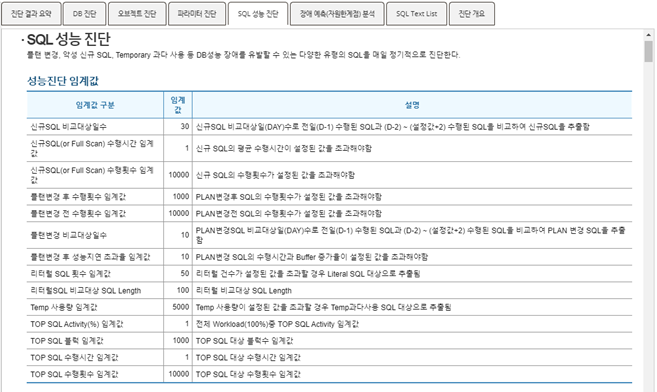 진단 결과 요약 DB 진단 오브젝트 진단 파라미터 진단 SQL 성능 진단 장애 예측(자원한계점) 분석 SQL Text List 진단 개요
· SQL 성능 진단
플랜 변경, 악성 신규 SQL, Temporary 과다 사용 등 DB성능 장애를 유발할 수 있는 다양한 유형의 SQL을 매일 정기적으로 진단한다.
성능진단 임계값
임계값 구분 임계값 설명
신규SQL 비교대상일수 30 신규SQL 비교대상일(DAY)수로 전일(D-1) 수행된 SQL과 (D-2) ~ (설정값+2) 수행된 SQL을 비교하여 신규SQL을 추출함
신규SQL(or Full Scan) 수행시간 임계값 1 신규 SQL의 평균 수행시간이 설정된 값을 초과해야함
신규SQL(or Full Scan) 수행횟수 임계값 10000 신규 SQL의 수행횟수가 설정된 값을 초과해야함
플랜변경 후 수행횟수 임계값 1000 PLAN변경후 SQL의 수행횟수가 설정된 값을 초과해야함
플랜변경 전 수행횟수 임계값 10000 PLAN변경전 SQL의 수행횟수가 설정된 값을 초과해야함
플랜변경 비교대상일수 10 PLAN변경SQL 비교대상일(DAY)수로 전일(D-1) 수행된 SQL과 (D-2) ~ (설정값+2) 수행된 SQL을 비교하여 PLAN 변경 SQL을 추출함
플랜변경 후 성능지연 초과율 임계값 10 PLAN변경 SQL의 수행시간과 Buffer 증가율이 설정된 값을 초과해야함
리터럴 SQL 횟수 임계값 50 리터럴 건수가 설정된 값을 초과할 경우 Literal SQL 대상으로 추출됨
리터럴SQL 비교대상 SQL Length 100 리터럴 비교대상 SQL Length
Temp 사용량 임계값 5000 Temp 사용량이 설정된 값을 초과할 경우 Temp과다사용 SQL 대상으로 추출됨
TOP SQL Activity(%) 임계값 1 전체 Workload(100%)중 TOP SQL Activity 임계값
TOP SQL 블럭 임계값 1000 TOP SQL 대상 블럭수 임계값
TOP SQL 수행시간 임계값 1 TOP SQL 대상 수행시간 임계값
TOP SQL 수행횟수 임계값 10000 TOP SQL 대상 수행횟수 임계값